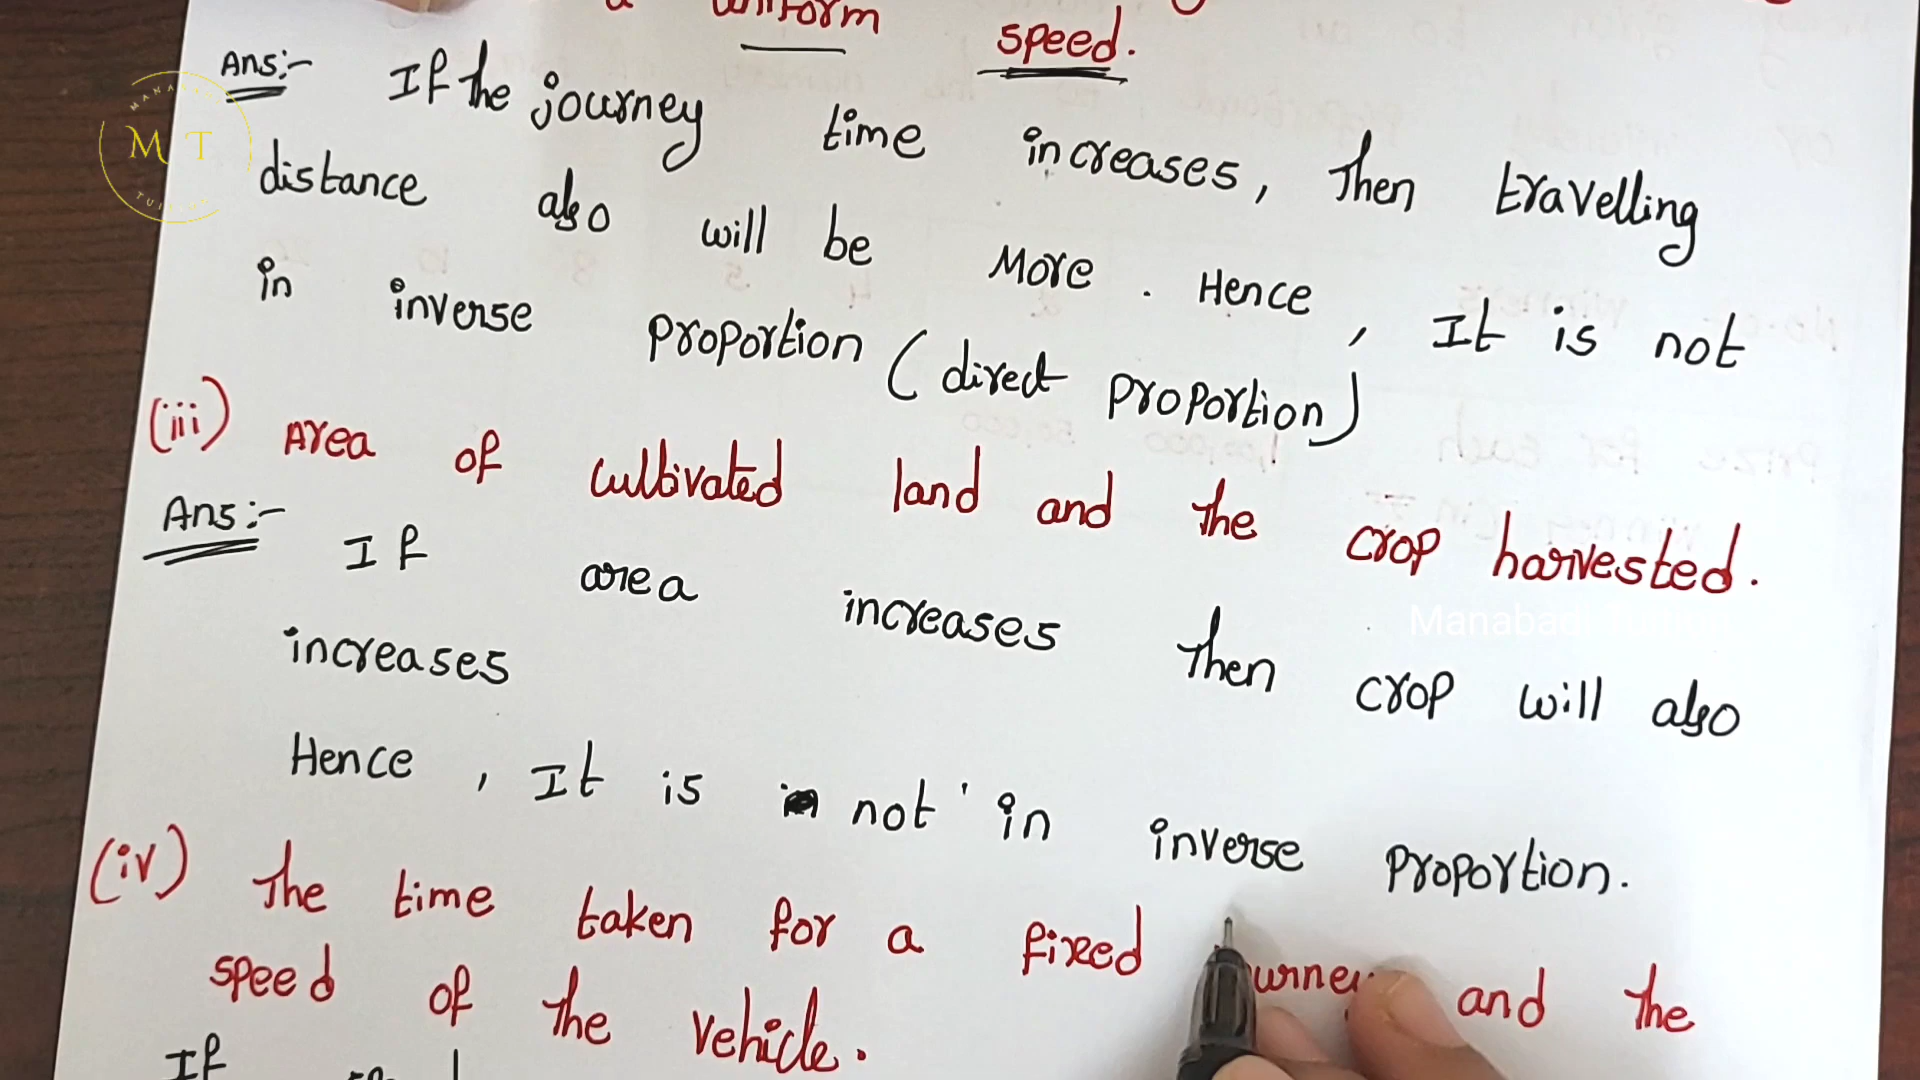 a uniform speed.
Ans:- If the journey time increases, then travelling
distance also will be more. Hence, It is not
in inverse proportion (direct proportion)
(iii) Area of cultivated land and the crop harvested.
Ans:- If area increases then crop will also
increases
Hence, It is not in inverse proportion.
(iv) The time taken for a fixed and the
speed of the vehicle.
If
M T